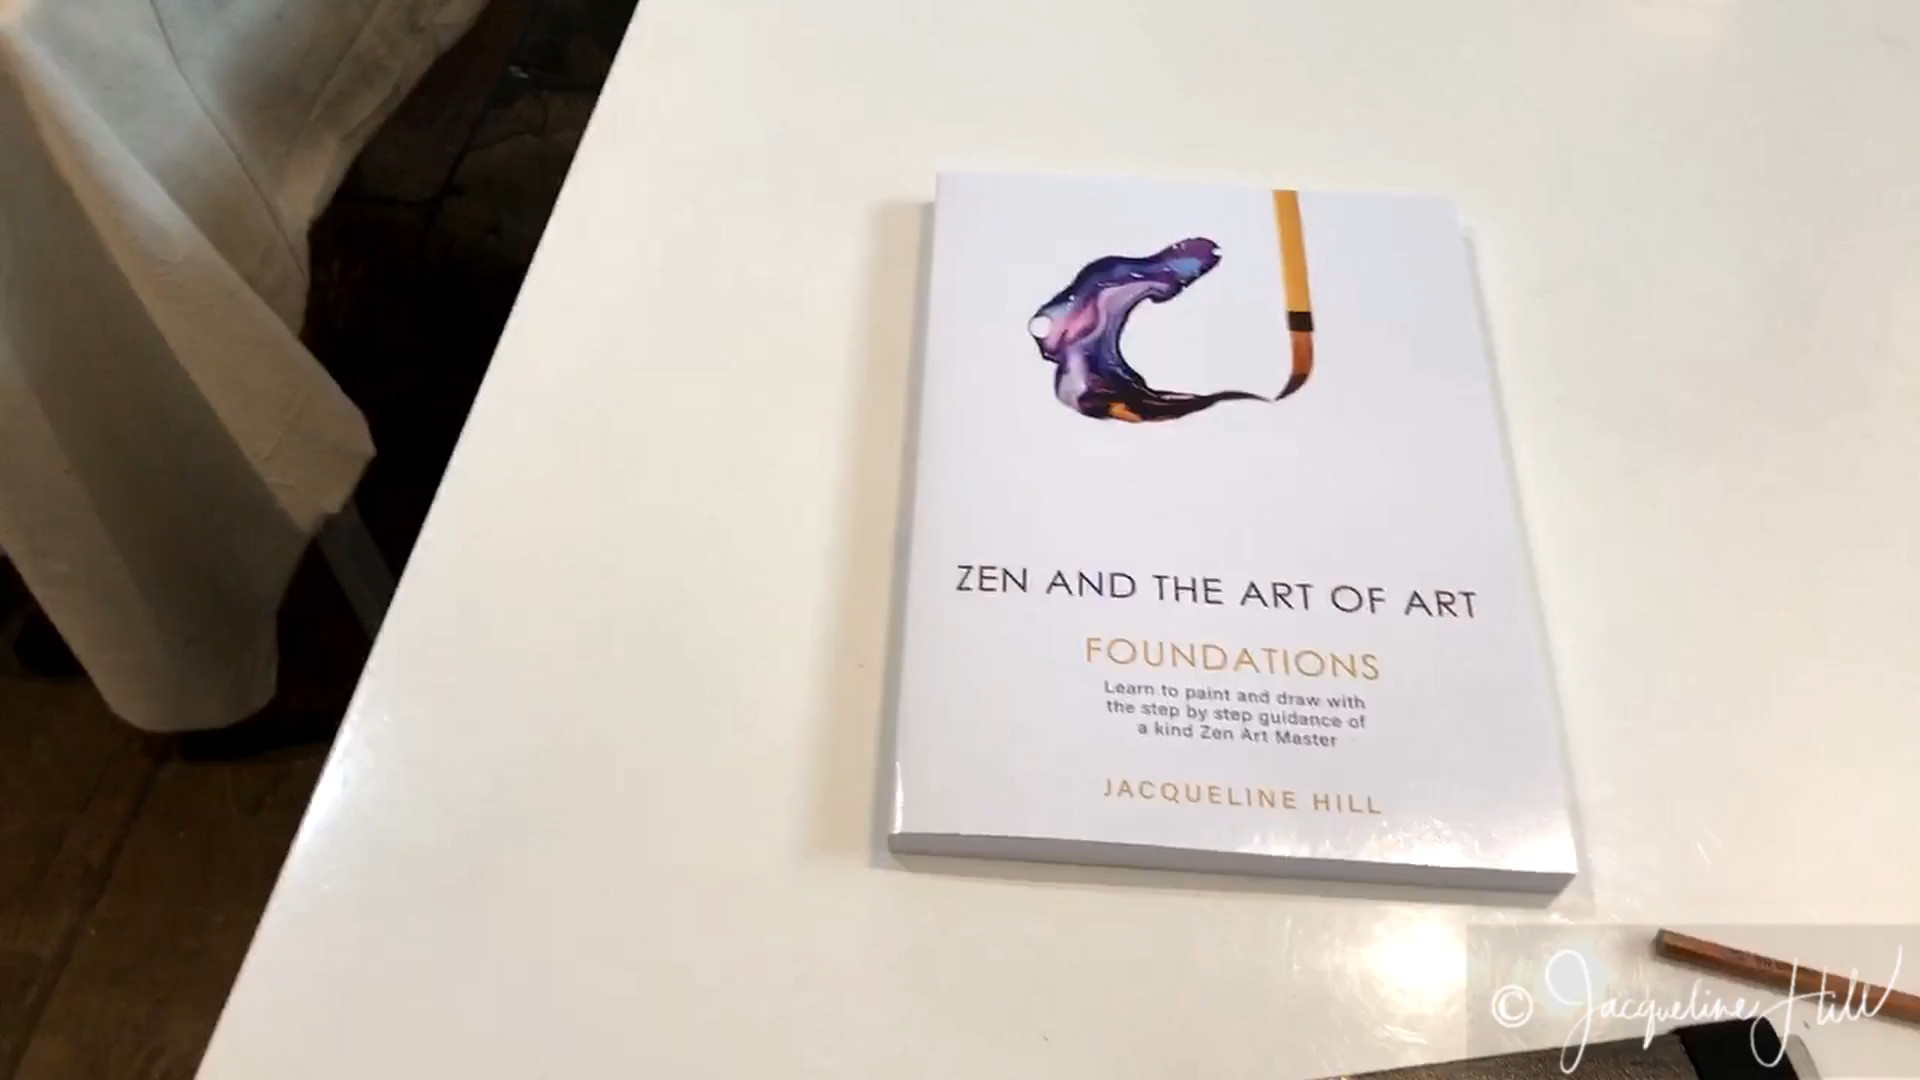 ZEN AND THE ART OF ART
FOUNDATIONS
Learn to paint and draw with
the step by step guidance of
a kind Zen Art Master
JACQUELINE HILL
© Jacqueline Hill